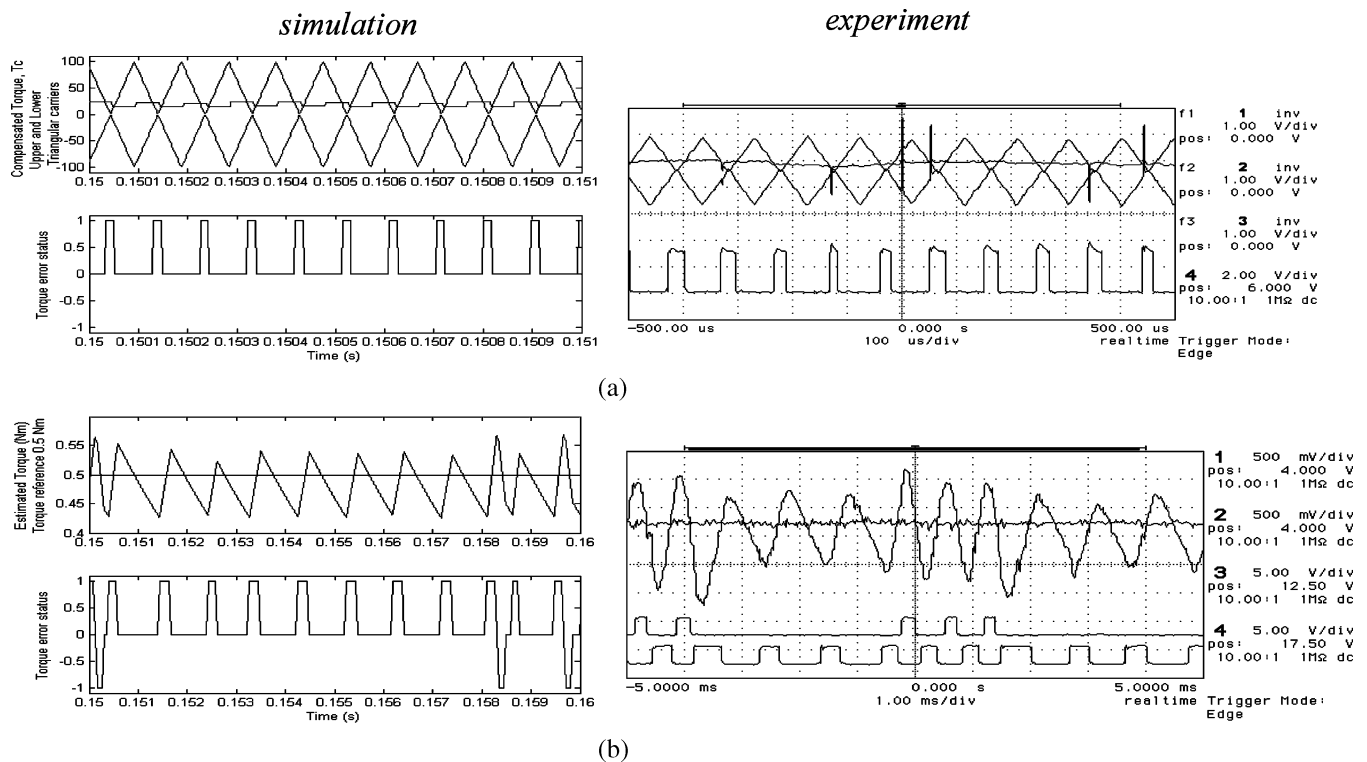 simulation
experiment
Compensated Torque, Tc
Upper and Lower
Triangular carriers
100
50
0
-50
-100
0.15 0.1501 0.1502 0.1503 0.1504 0.1505 0.1506 0.1507 0.1508 0.1509 0.151
Torque error status
1
0.5
0
-0.5
-1
0.15 0.1501 0.1502 0.1503 0.1504 0.1505 0.1506 0.1507 0.1508 0.1509 0.151
Time (s)
f1 1 inv
1.00 V/div
pos: 0.000 V
f2 2 inv
1.00 V/div
pos: 0.000 V
f3 3 inv
1.00 V/div
pos: 0.000 V
4 2.00 V/div
pos: 6.000 V
10.00:1 1MΩ dc
-500.00 us 0.000 s 500.00 us
100 us/div realtime Trigger Mode:
Edge
(a)
Estimated Torque (Nm)
Torque reference 0.5 Nm
0.55
0.5
0.45
0.4
0.15 0.151 0.152 0.153 0.154 0.155 0.156 0.157 0.158 0.159 0.16
Torque error status
1
0.5
0
-0.5
-1
0.15 0.151 0.152 0.153 0.154 0.155 0.156 0.157 0.158 0.159 0.16
Time (s)
1 500 mV/div
pos: 4.000 V
10.00:1 1MΩ dc
2 500 mV/div
pos: 4.000 V
10.00:1 1MΩ dc
3 5.00 V/div
pos: 12.50 V
10.00:1 1MΩ dc
4 5.00 V/div
pos: 17.50 V
10.00:1 1MΩ dc
-5.0000 ms 0.000 s 5.0000 ms
1.00 ms/div realtime Trigger Mode:
Edge
(b)